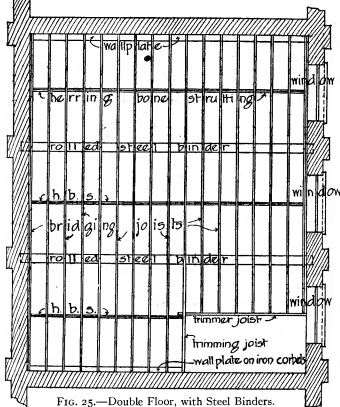 wall plate
window
herring bone strutting
rolled steel binder
h. b. s.
window
bridging joists
rolled steel binder
window
h. b. s.
trimmer joist
trimming joist
wall plate on iron corbels
FIG. 25.—Double Floor, with Steel Binders.